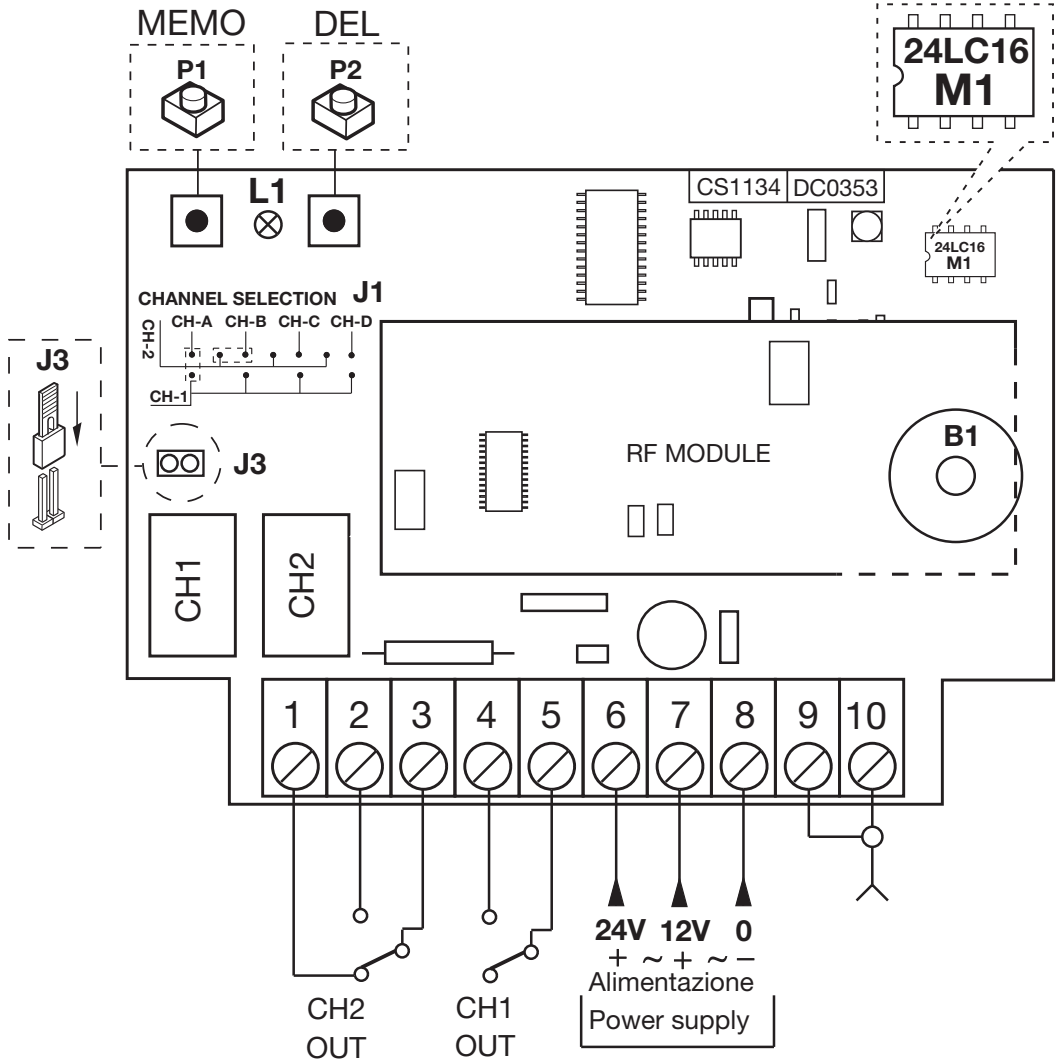 MEMO DEL
P1 P2
24LC16
M1
L1
CS1134 DC0353
24LC16
M1
CHANNEL SELECTION J1
CH-A CH-B CH-C CH-D
CH-2
CH-1
J3
J3
RF MODULE
B1
CH1
CH2
1 2 3 4 5 6 7 8 9 10
24V 12V 0
+ ~ + ~ –
Alimentazione
Power supply
CH2
OUT
CH1
OUT